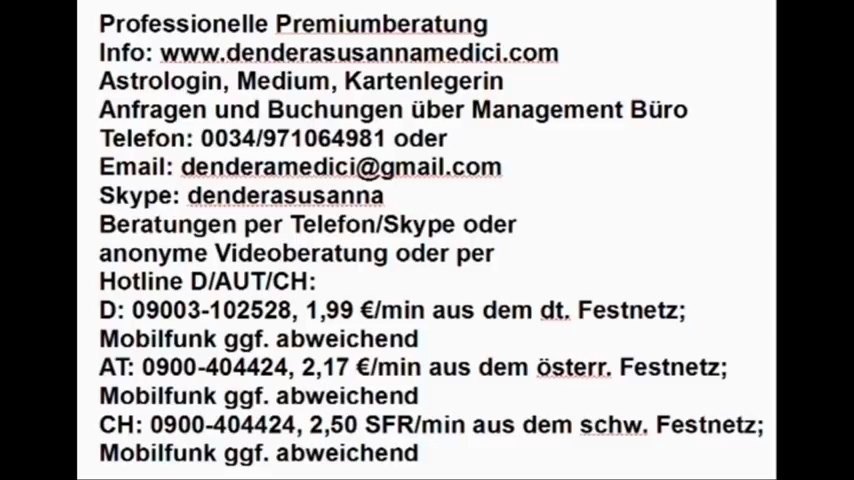 Professionelle Premiumberatung
Info: www.denderasusannamedici.com
Astrologin, Medium, Kartenlegerin
Anfragen und Buchungen über Management Büro
Telefon: 0034/971064981 oder
Email: denderamedici@gmail.com
Skype: denderasusanna
Beratungen per Telefon/Skype oder
anonyme Videoberatung oder per
Hotline D/AUT/CH:
D: 09003-102528, 1,99 €/min aus dem dt. Festnetz;
Mobilfunk ggf. abweichend
AT: 0900-404424, 2,17 €/min aus dem österr. Festnetz;
Mobilfunk ggf. abweichend
CH: 0900-404424, 2,50 SFR/min aus dem schw. Festnetz;
Mobilfunk ggf. abweichend